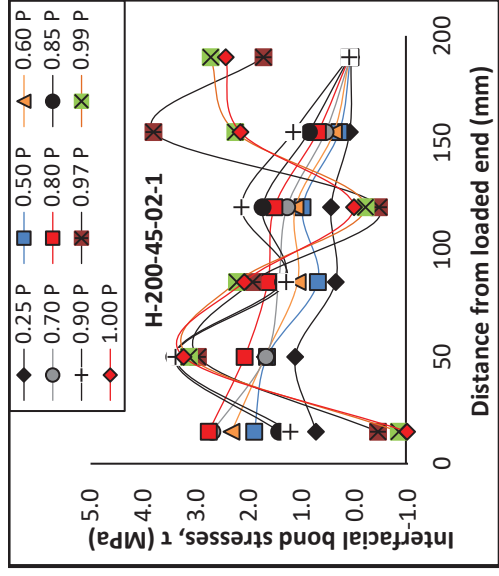 0.25 P 0.50 P 0.60 P
0.70 P 0.80 P 0.85 P
0.90 P 0.97 P 0.99 P
1.00 P
H-200-45-02-1
Interfacial bond stresses, τ (MPa)
5.0
4.0
3.0
2.0
1.0
0.0
-1.0
0 50 100 150 200
Distance from loaded end (mm)